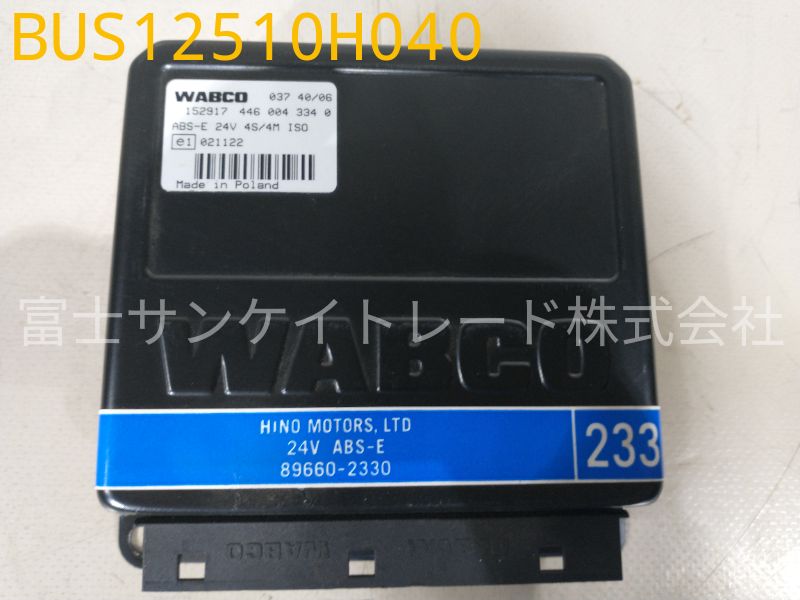 BUS12510H040
WABCO 037 40/06
152917 446 004 334 0
ABS-E 24V 4S/4M ISO
e1 021122
Made in Poland
富士サンケイトレード株式会社
WABCO
HINO MOTORS, LTD
24V ABS-E
89660-2330
233
WABCO WABCO